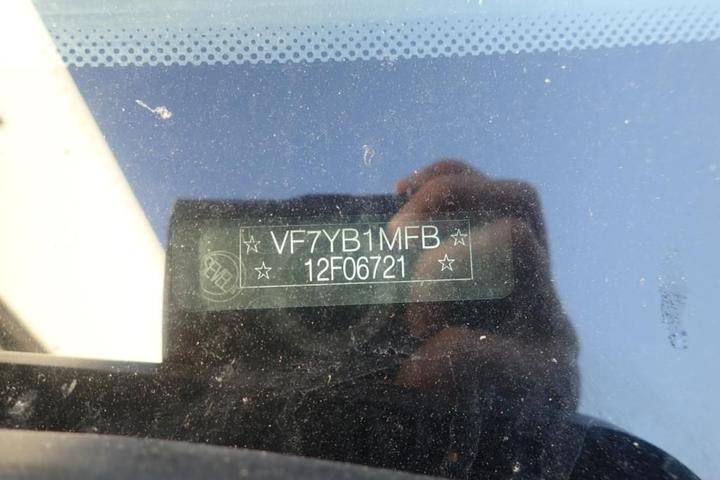 ☆ VF7YB1MFB ☆
☆ 12F06721 ☆